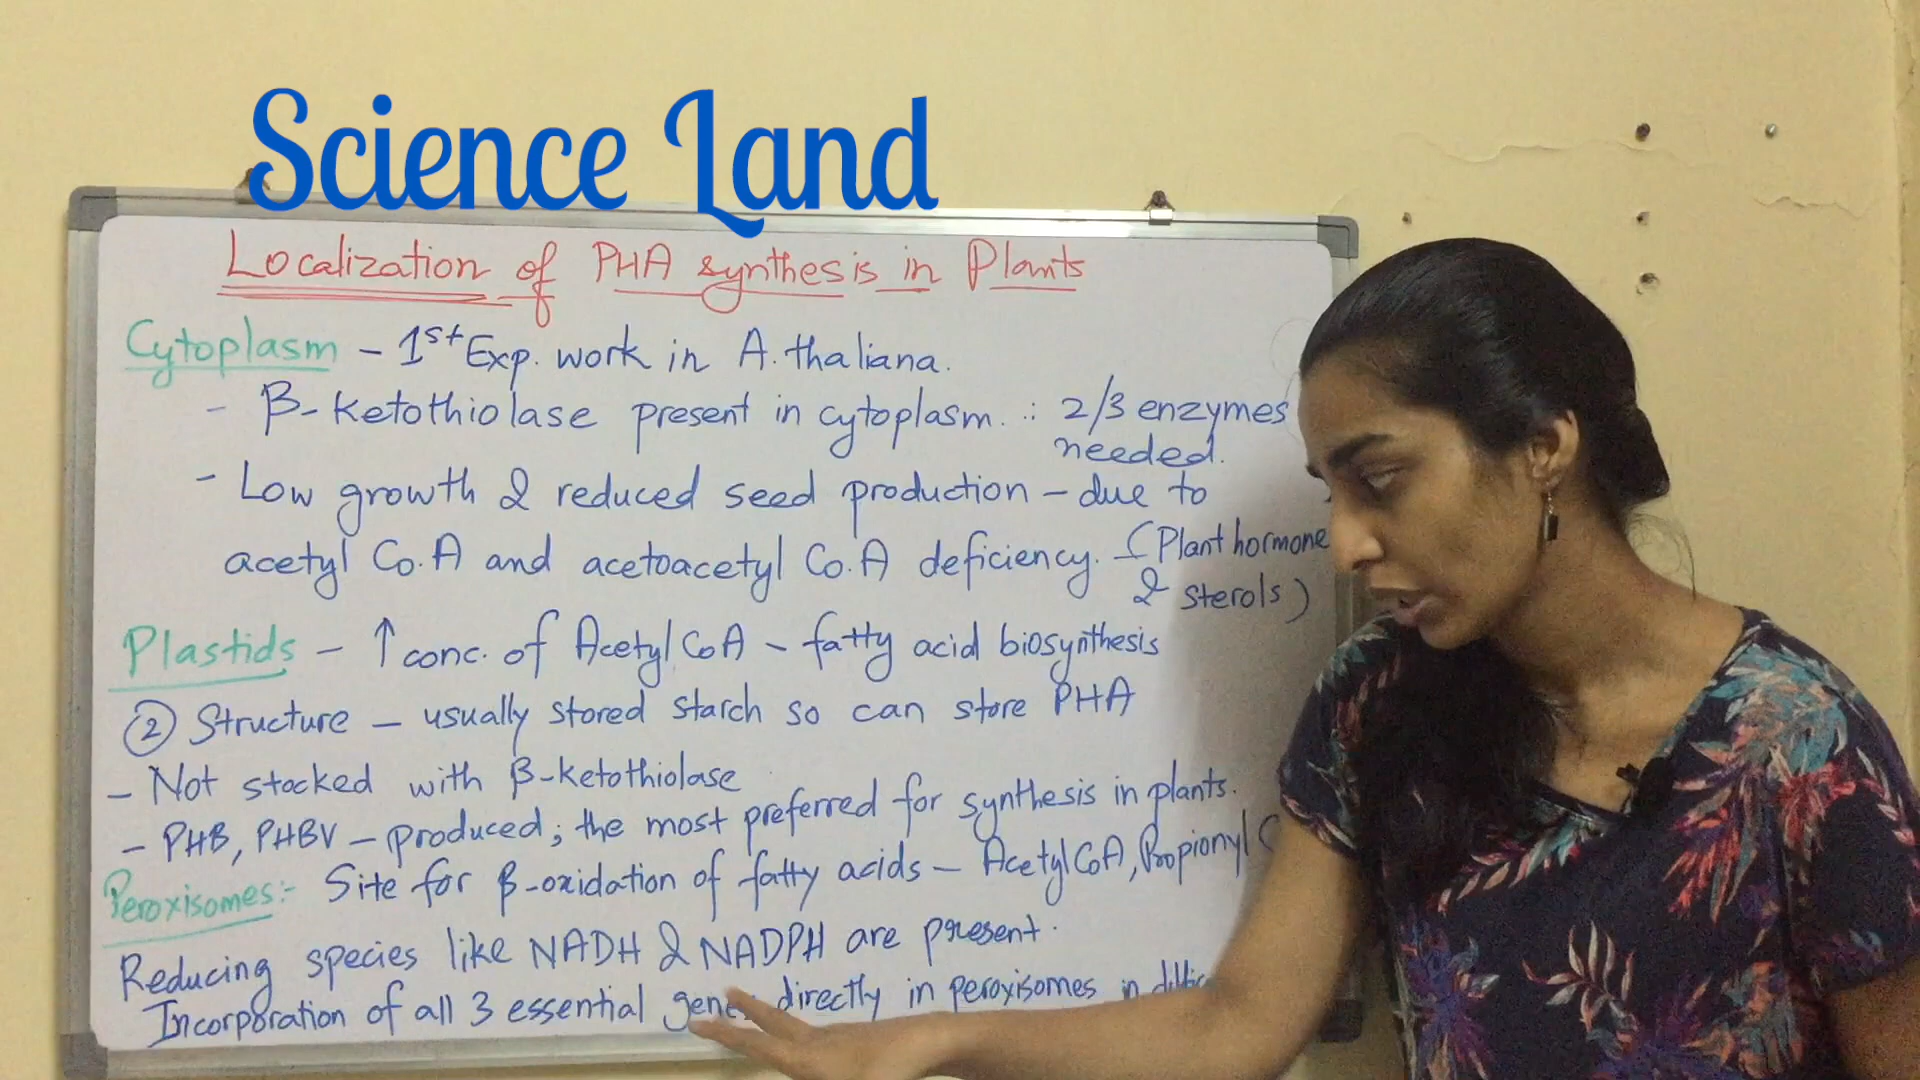 Science Land
Localization of PHA synthesis in Plants
Cytoplasm - 1st Exp. work in A. thaliana.
- β-ketothiolase present in cytoplasm. ∴ 2/3 enzymes
needed.
- Low growth & reduced seed production - due to
acetyl Co.A and acetoacetyl Co.A deficiency. (Plant hormone
& sterols)
Plastids - ↑ conc. of Acetyl CoA - fatty acid biosynthesis
② Structure - usually stored starch so can store PHA
- Not stocked with β-ketothiolase
- PHB, PHBV - produced; the most preferred for synthesis in plants.
Peroxisomes:- Site for β-oxidation of fatty acids - Acetyl CoA, Propionyl C
Reducing species like NADH & NADPH are present.
Incorporation of all 3 essential genes directly in peroxisomes